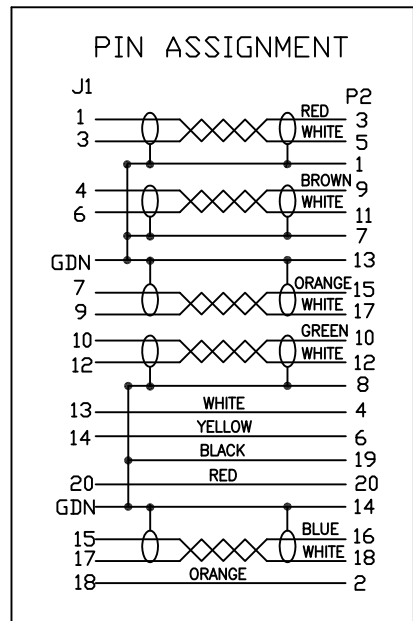 PIN ASSIGNMENT
J1
P2
1 RED 3
3 WHITE 5
1
4 BROWN 9
6 WHITE 11
7
GDN 13
7 ORANGE 15
9 WHITE 17
10 GREEN 10
12 WHITE 12
8
13 WHITE 4
14 YELLOW 6
BLACK 19
20 RED 20
GDN 14
15 BLUE 16
17 WHITE 18
18 ORANGE 2